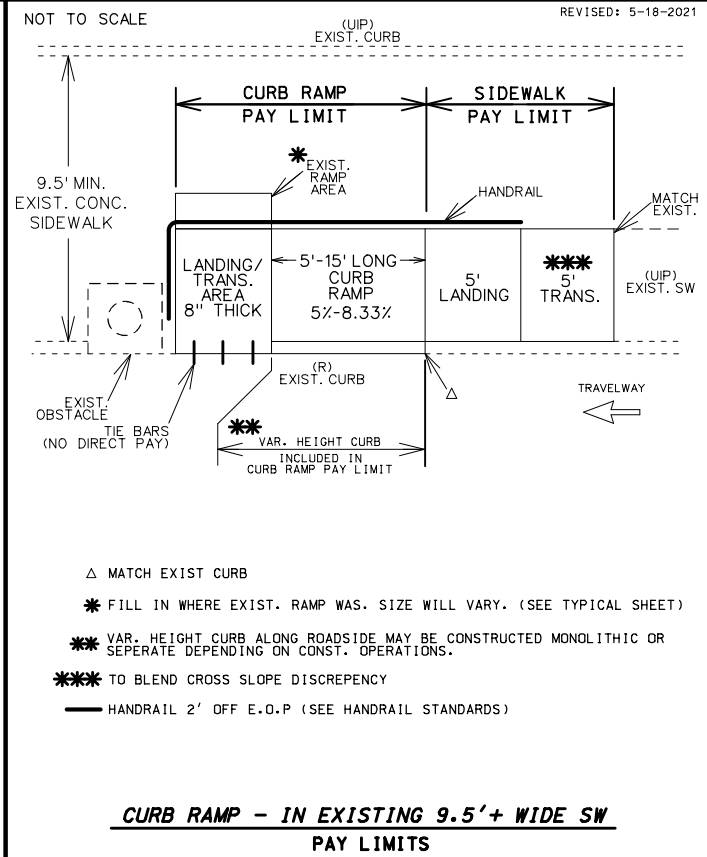 NOT TO SCALE
REVISED: 5-18-2021
(UIP)
EXIST. CURB
CURB RAMP
PAY LIMIT
SIDEWALK
PAY LIMIT
9.5' MIN.
EXIST. CONC.
SIDEWALK
*
EXIST.
RAMP
AREA
HANDRAIL
MATCH
EXIST.
LANDING/
TRANS.
AREA
8" THICK
5'-15' LONG
CURB
RAMP
5%-8.33%
5'
LANDING
***
5'
TRANS.
(UIP)
EXIST. SW
(R)
EXIST. CURB
△
TRAVELWAY
EXIST.
OBSTACLE
TIE BARS
(NO DIRECT PAY)
**
VAR. HEIGHT CURB
INCLUDED IN
CURB RAMP PAY LIMIT
△ MATCH EXIST CURB
* FILL IN WHERE EXIST. RAMP WAS. SIZE WILL VARY. (SEE TYPICAL SHEET)
** VAR. HEIGHT CURB ALONG ROADSIDE MAY BE CONSTRUCTED MONOLITHIC OR
SEPERATE DEPENDING ON CONST. OPERATIONS.
*** TO BLEND CROSS SLOPE DISCREPENCY
HANDRAIL 2' OFF E.O.P (SEE HANDRAIL STANDARDS)
CURB RAMP - IN EXISTING 9.5'+ WIDE SW
PAY LIMITS